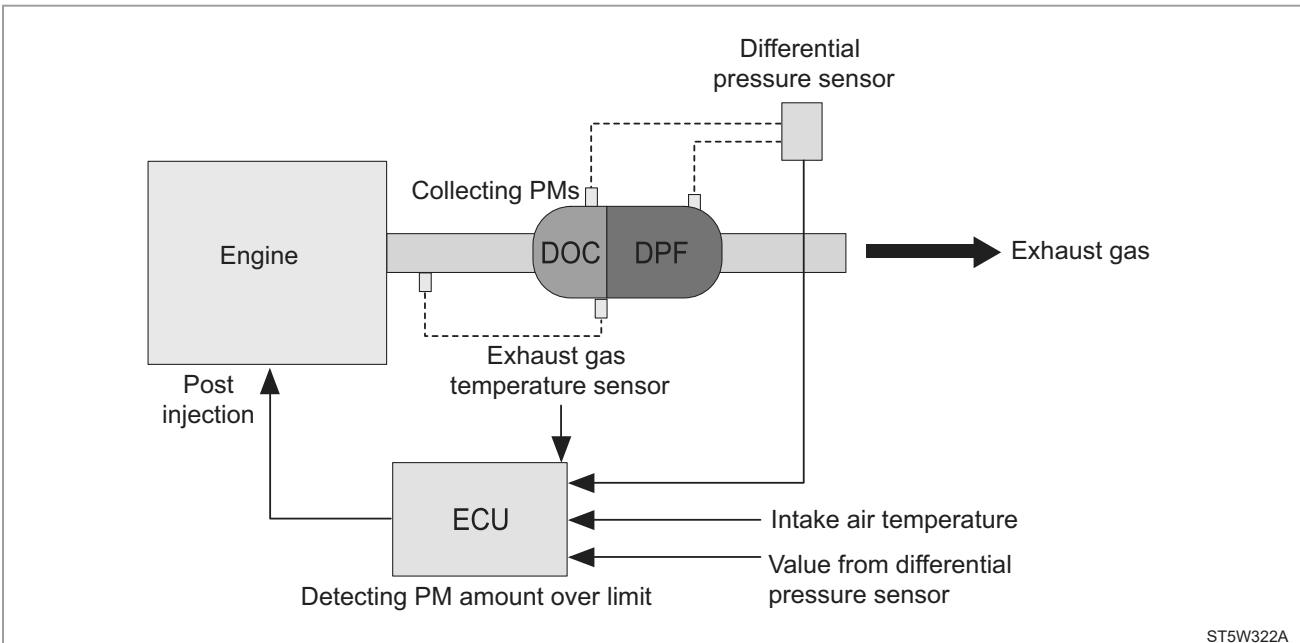 Differential
pressure sensor
Collecting PMs
Engine
DOC
DPF
Exhaust gas
Exhaust gas
temperature sensor
Post
injection
ECU
Intake air temperature
Value from differential
pressure sensor
Detecting PM amount over limit
ST5W322A